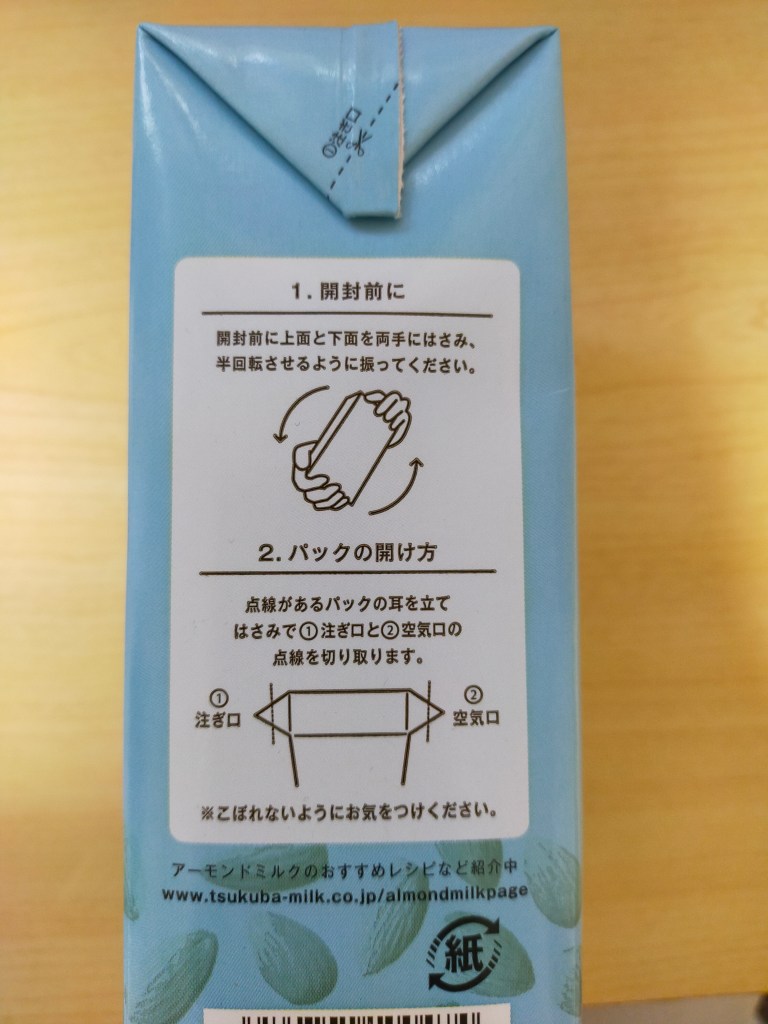 ①注ぎ口
1. 開封前に
開封前に上面と下面を両手にはさみ、
半回転させるように振ってください。
2. パックの開け方
点線があるパックの耳を立て
はさみで①注ぎ口と②空気口の
点線を切り取ります。
①
注ぎ口
②
空気口
※こぼれないようにお気をつけください。
アーモンドミルクのおすすめレシピなど紹介中
www.tsukuba-milk.co.jp/almondmilkpage
紙